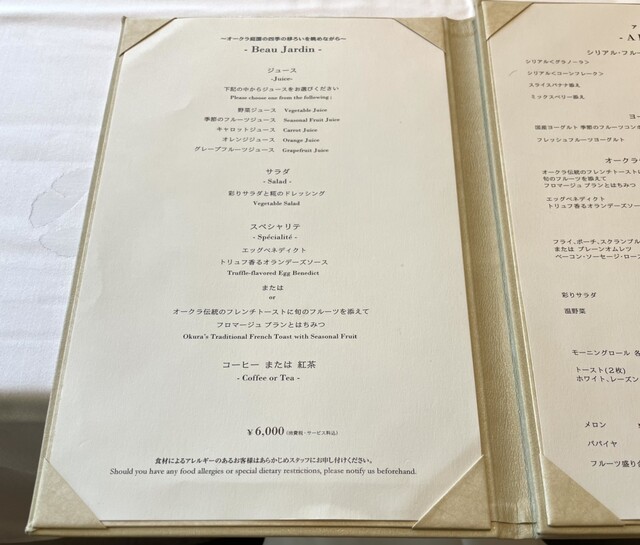 ～オークラ庭園の四季の移ろいを眺めながら～
- Beau Jardin -
ジュース
-Juice-
下記の中からジュースをお選びください
Please choose one from the following ;
野菜ジュース Vegetable Juice
季節のフルーツジュース Seasonal Fruit Juice
キャロットジュース Carrot Juice
オレンジジュース Orange Juice
グレープフルーツジュース Grapefruit Juice
サラダ
- Salad -
彩りサラダと糀のドレッシング
Vegetable Salad
スペシャリテ
- Spécialité -
エッグベネディクト
トリュフ香るオランデーズソース
Truffle-flavored Egg Benedict
または
or
オークラ伝統のフレンチトーストに旬のフルーツを添えて
フロマージュ ブランとはちみつ
Okura's Traditional French Toast with Seasonal Fruit
コーヒー または 紅茶
- Coffee or Tea -
￥6,000 (消費税・サービス料込)
食材によるアレルギーのあるお客様はあらかじめスタッフにお申し付けください。
Should you have any food allergies or special dietary restrictions, please notify us beforehand.
ア
- A
シリアル・フルー
シリアル<グラノーラ>
シリアル<コーンフレーク>
スライスバナナ添え
ミックスベリー添え
ヨー
国産ヨーグルト 季節のフルーツコン
フレッシュフルーツヨーグルト
オークラ
オークラ伝統のフレンチトースト
旬のフルーツを添えて
フロマージュ ブランとはちみ
エッグベネディクト
トリュフ香るオランデーズソー
フライ、ポーチ、スクランブル
または プレーンオムレツ
ベーコン・ソーセージ・ロー
彩りサラダ
温野菜
モーニングロール 各
トースト(2枚)
ホワイト、レーズン
メロン
パパイヤ
フルーツ盛り合